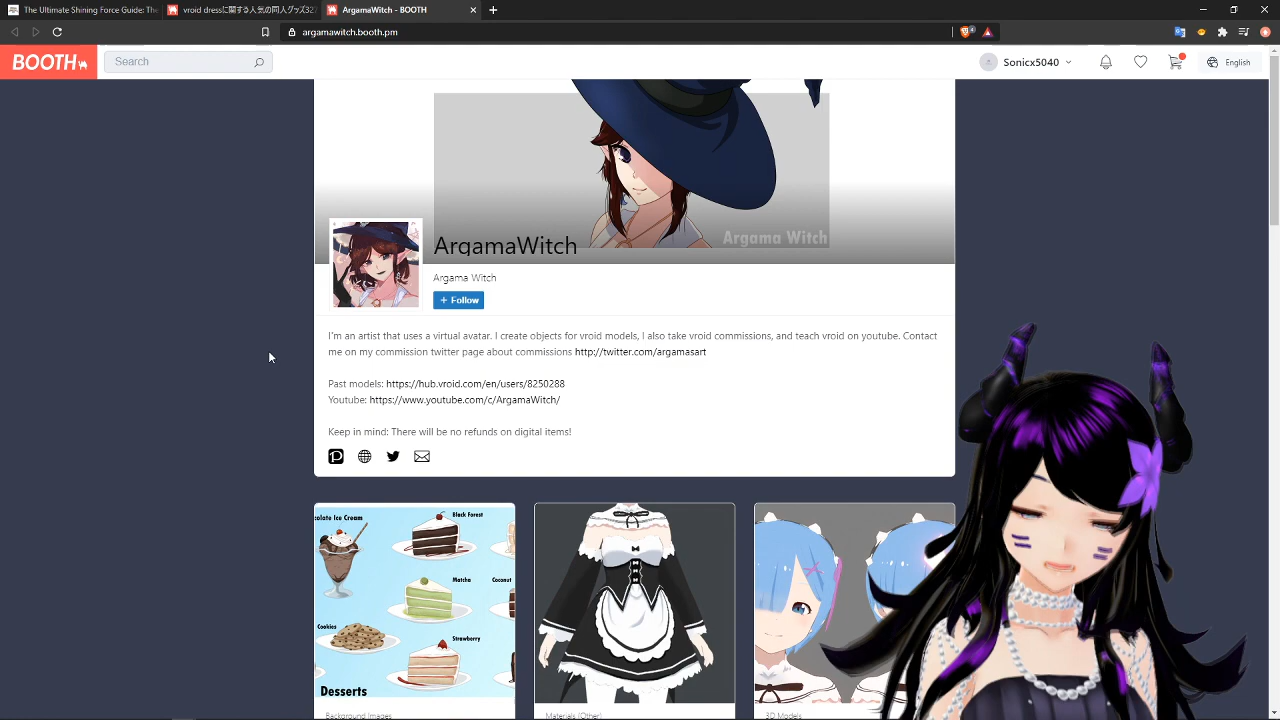 The Ultimate Shining Force Guide: The
vroid dressに関する人気の同人グッズ32
ArgamaWitch - BOOTH
argamawitch.booth.pm
BOOTH
Search
Sonicx5040
English
Argama Witch
ArgamaWitch
Argama Witch
+ Follow
I'm an artist that uses a virtual avatar. I create objects for vroid models, I also take vroid commissions, and teach vroid on youtube. Contact
me on my commission twitter page about commissions http://twitter.com/argamasart
Past models: https://hub.vroid.com/en/users/8250288
Youtube: https://www.youtube.com/c/ArgamaWitch/
Keep in mind: There will be no refunds on digital items!
colate Ice Cream
Black Forest
Matcha
Coconut
Cookies
Strawberry
Desserts
Background Images
Materials (Other)
3D Models